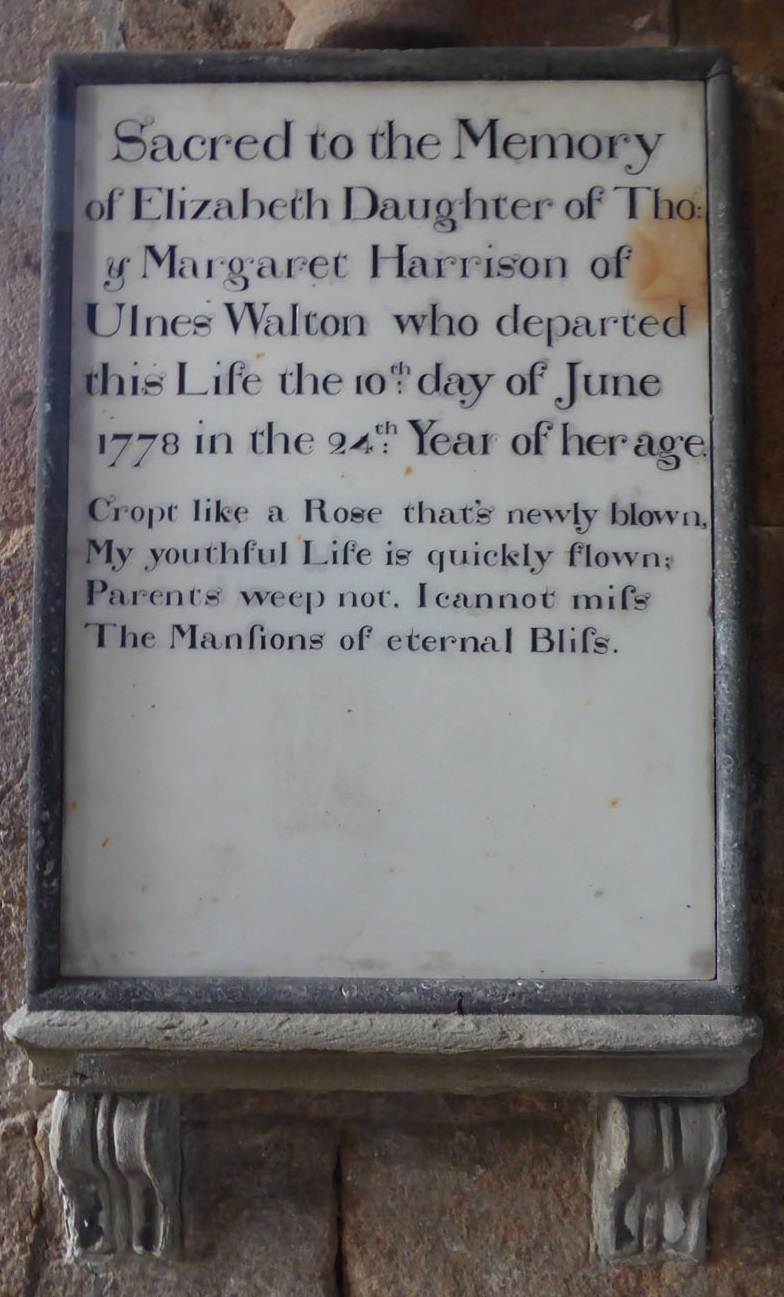 Sacred to the Memory
of Elizabeth Daughter of Tho:
& Margaret Harrison of
Ulnes Walton who departed
this Life the 10th day of June
1778 in the 24th Year of her age.
Cropt like a Rose that's newly blown,
My youthful Life is quickly flown;
Parents weep not. I cannot miſs
The Manſions of eternal Bliſs.